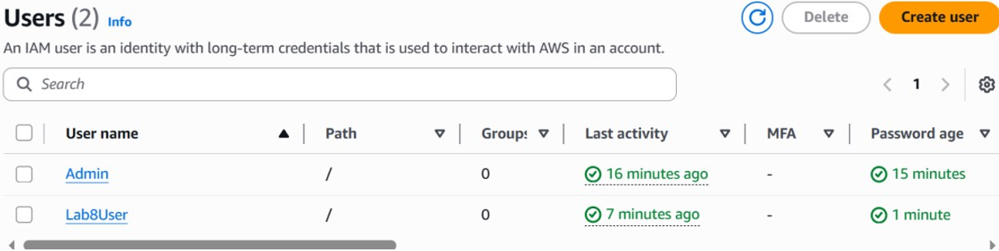 Users (2) Info
Delete
Create user
An IAM user is an identity with long-term credentials that is used to interact with AWS in an account.
Search
1
User name Path Groups Last activity MFA Password age
Admin / 0 16 minutes ago - 15 minutes
Lab8User / 0 7 minutes ago - 1 minute